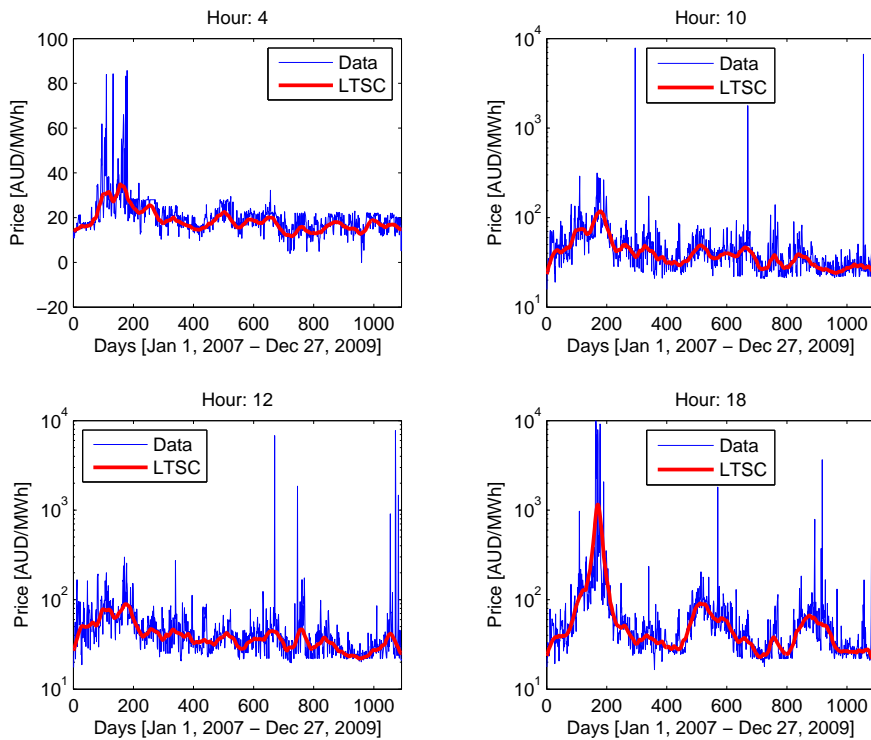 Hour: 4
Price [AUD/MWh]
100
80
60
40
20
0
−20
Data
LTSC
0 200 400 600 800 1000
Days [Jan 1, 2007 − Dec 27, 2009]
Hour: 10
Price [AUD/MWh]
10^4
10^3
10^2
10^1
Data
LTSC
0 200 400 600 800 1000
Days [Jan 1, 2007 − Dec 27, 2009]
Hour: 12
Price [AUD/MWh]
10^4
10^3
10^2
10^1
Data
LTSC
0 200 400 600 800 1000
Days [Jan 1, 2007 − Dec 27, 2009]
Hour: 18
Price [AUD/MWh]
10^4
10^3
10^2
10^1
Data
LTSC
0 200 400 600 800 1000
Days [Jan 1, 2007 − Dec 27, 2009]